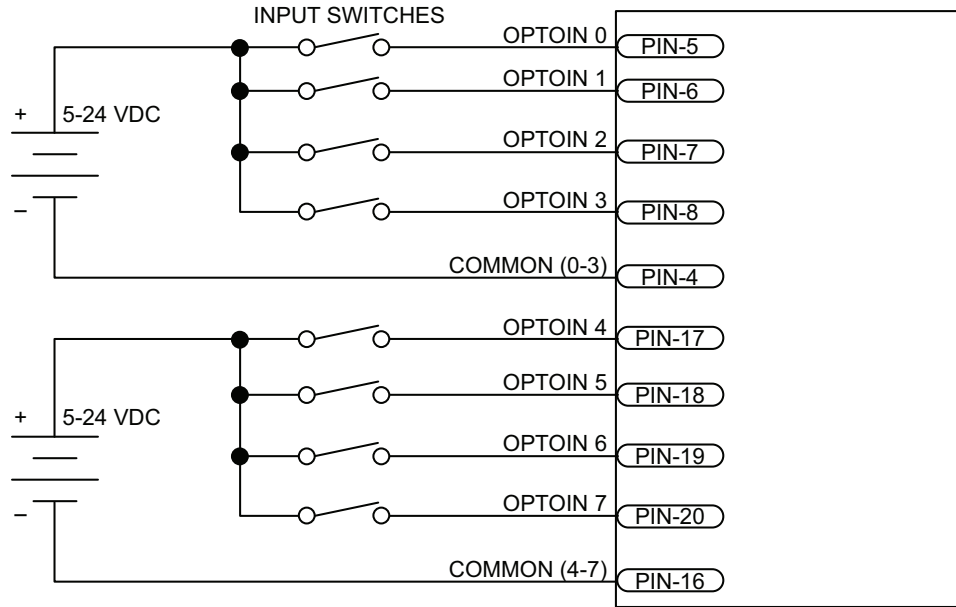 INPUT SWITCHES
OPTOIN 0 PIN-5
OPTOIN 1 PIN-6
+ 5-24 VDC
OPTOIN 2 PIN-7
OPTOIN 3 PIN-8
–
COMMON (0-3) PIN-4
OPTOIN 4 PIN-17
OPTOIN 5 PIN-18
+ 5-24 VDC
OPTOIN 6 PIN-19
OPTOIN 7 PIN-20
–
COMMON (4-7) PIN-16